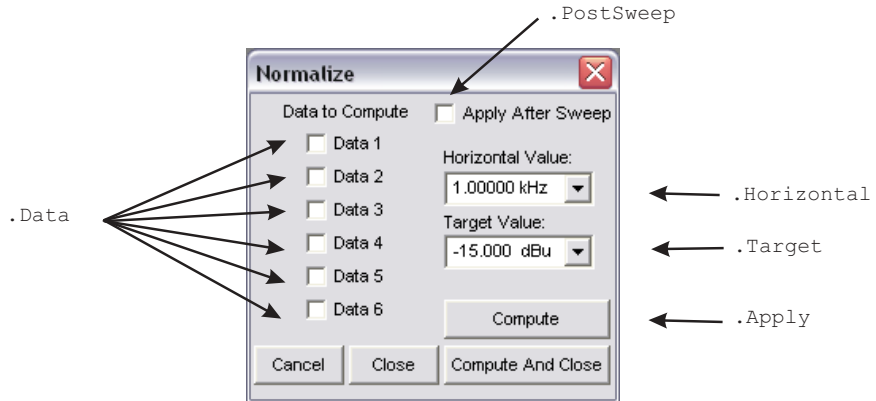 .PostSweep
Normalize
Data to Compute
Apply After Sweep
Data 1
Data 2
Data 3
Data 4
Data 5
Data 6
.Data
Horizontal Value:
1.00000 kHz
.Horizontal
Target Value:
-15.000 dBu
.Target
Compute
.Apply
Cancel
Close
Compute And Close